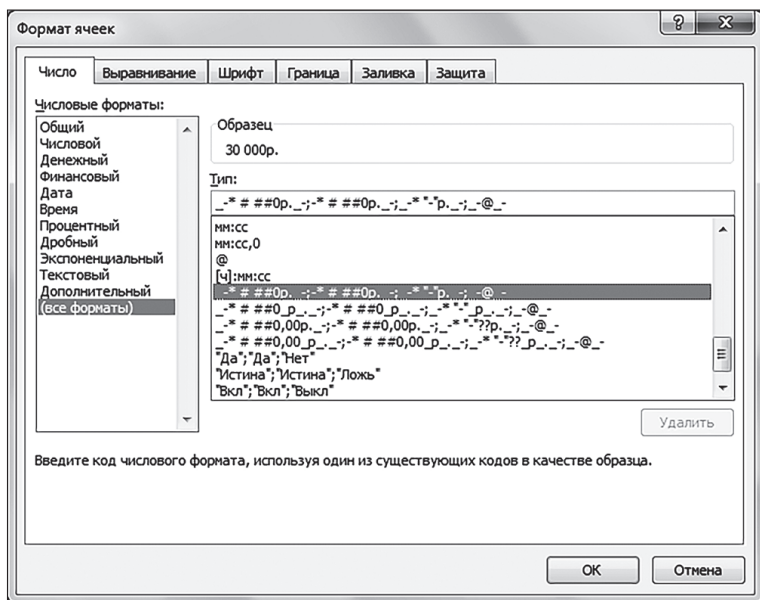 Формат ячеек
Число Выравнивание Шрифт Граница Заливка Защита
Числовые форматы:
Общий
Числовой
Денежный
Финансовый
Дата
Время
Процентный
Дробный
Экспоненциальный
Текстовый
Дополнительный
(все форматы)
Образец
30 000р.
Тип:
_-* # ##0р._-;-* # ##0р._-;_-* "-"р._-;_-@_-
мм:сс
мм:сс,0
@
[ч]:мм:сс
_-* # ##0р._-;-* # ##0р._-;_-* "-"р._-;_-@_-
_-* # ##0_р_._-;-* # ##0_р_._-;_-* "-"_р_._-;_-@_-
_-* # ##0,00р._-;-* # ##0,00р._-;_-* "-"??р._-;_-@_-
_-* # ##0,00_р_._-;-* # ##0,00_р_._-;_-* "-"??_р_._-;_-@_-
"Да";"Да";"Нет"
"Истина";"Истина";"Ложь"
"Вкл";"Вкл";"Выкл"
Удалить
Введите код числового формата, используя один из существующих кодов в качестве образца.
ОК Отмена